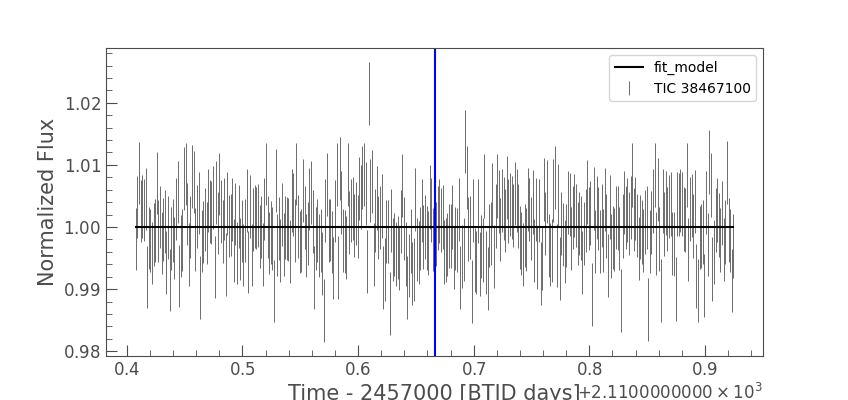 fit_model
TIC 38467100
Normalized Flux
1.02
1.01
1.00
0.99
0.98
0.4 0.5 0.6 0.7 0.8 0.9
Time - 2457000 [BTJD days]
+2.1100000000 × 10³